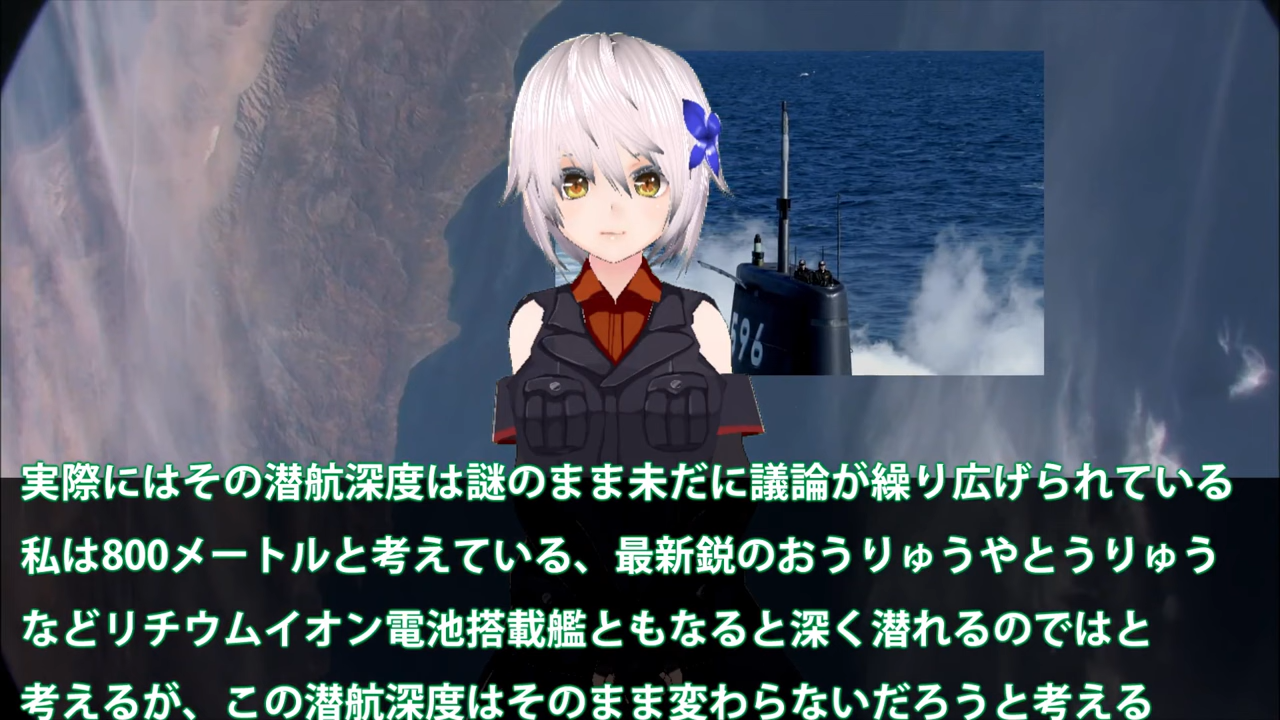 596
実際にはその潜航深度は謎のまま未だに議論が繰り広げられている
私は800メートルと考えている、最新鋭のおうりゅうやとうりゅう
などリチウムイオン電池搭載艦ともなると深く潜れるのではと
考えるが、この潜航深度はそのまま変わらないだろうと考える